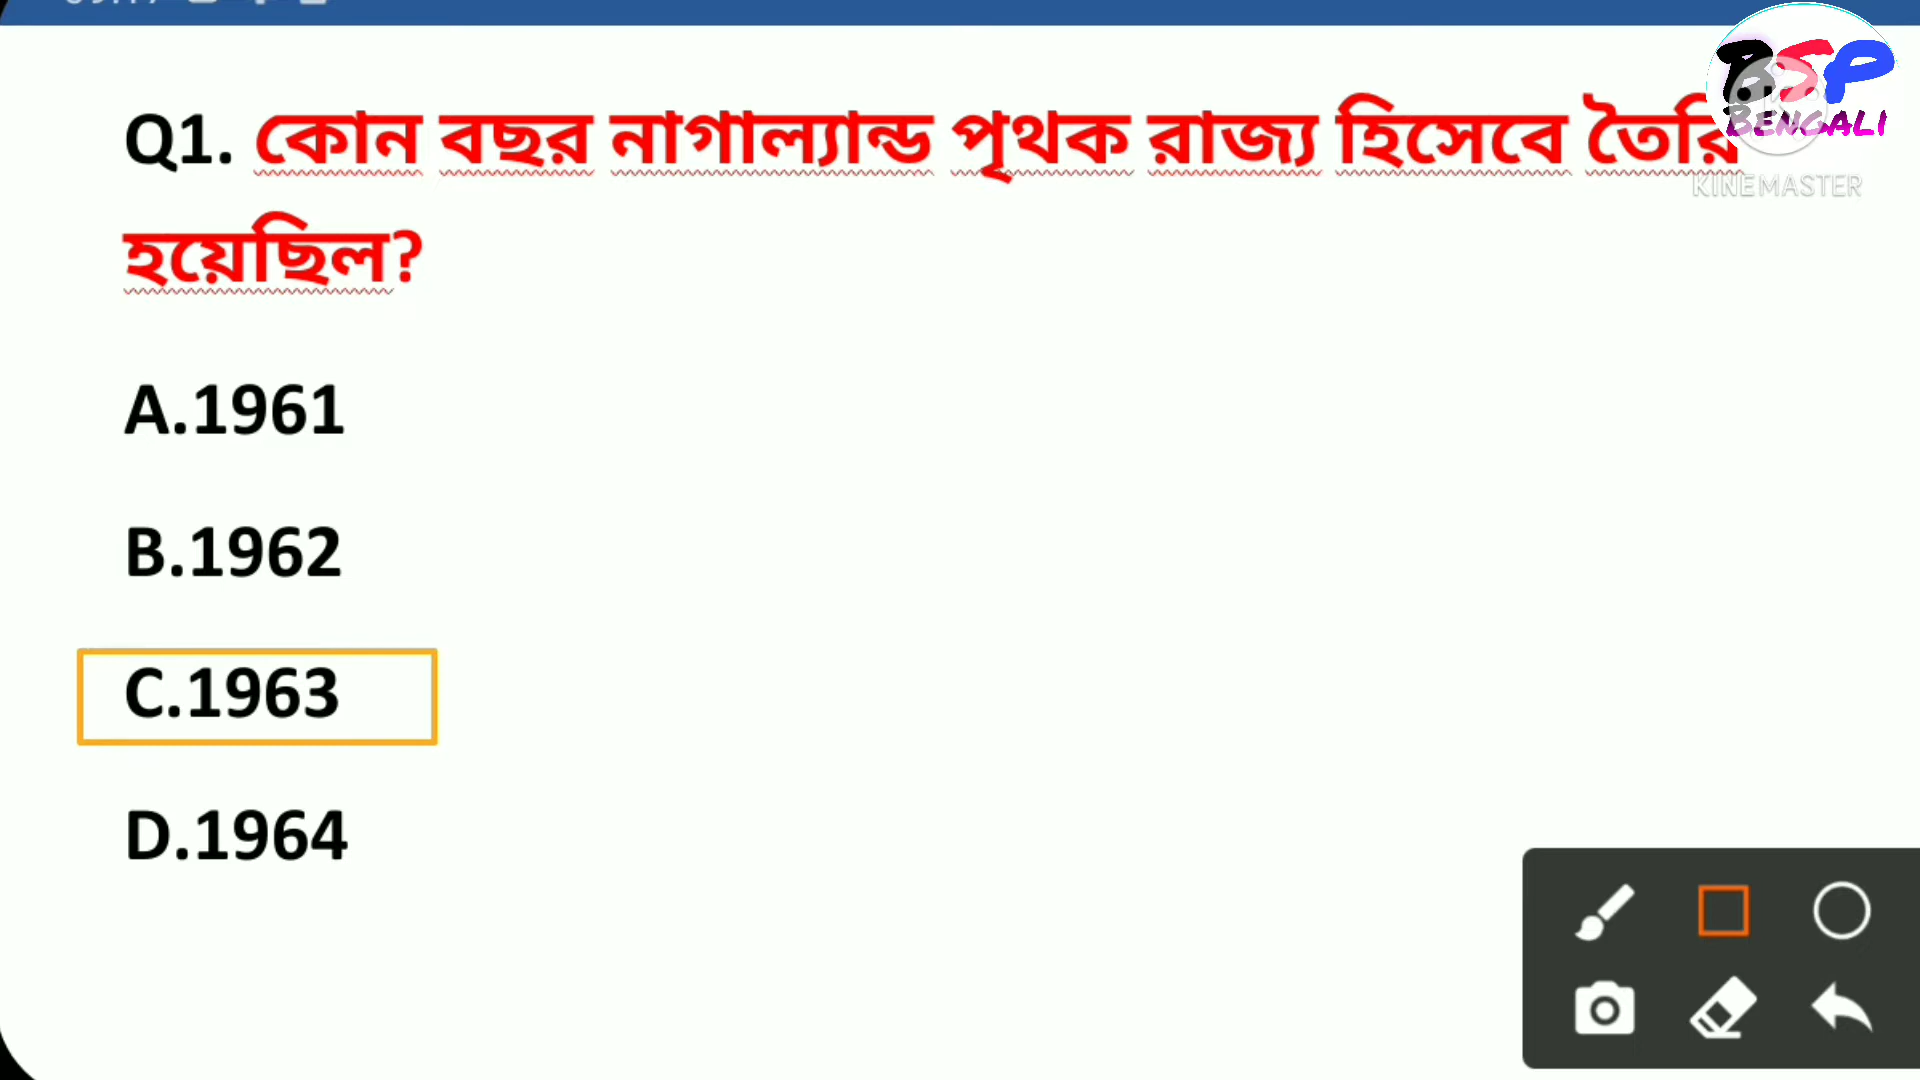 BSP
BENGALI
KINEMASTER
Q1. কোন বছর নাগাল্যান্ড পৃথক রাজ্য হিসেবে তৈরি
হয়েছিল?
A.1961
B.1962
C.1963
D.1964